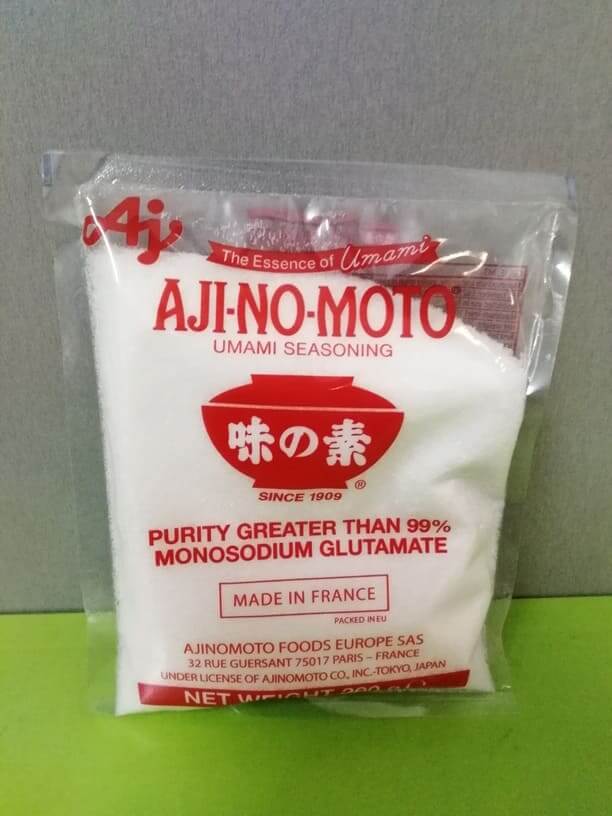 Aj
The Essence of Umami
AJI-NO-MOTO®
UMAMI SEASONING
味の素
®
SINCE 1909
PURITY GREATER THAN 99%
MONOSODIUM GLUTAMATE
MADE IN FRANCE
PACKED IN EU
AJINOMOTO FOODS EUROPE SAS
32 RUE GUERSANT 75017 PARIS – FRANCE
UNDER LICENSE OF AJINOMOTO CO., INC.-TOKYO, JAPAN
NET WEIGHT